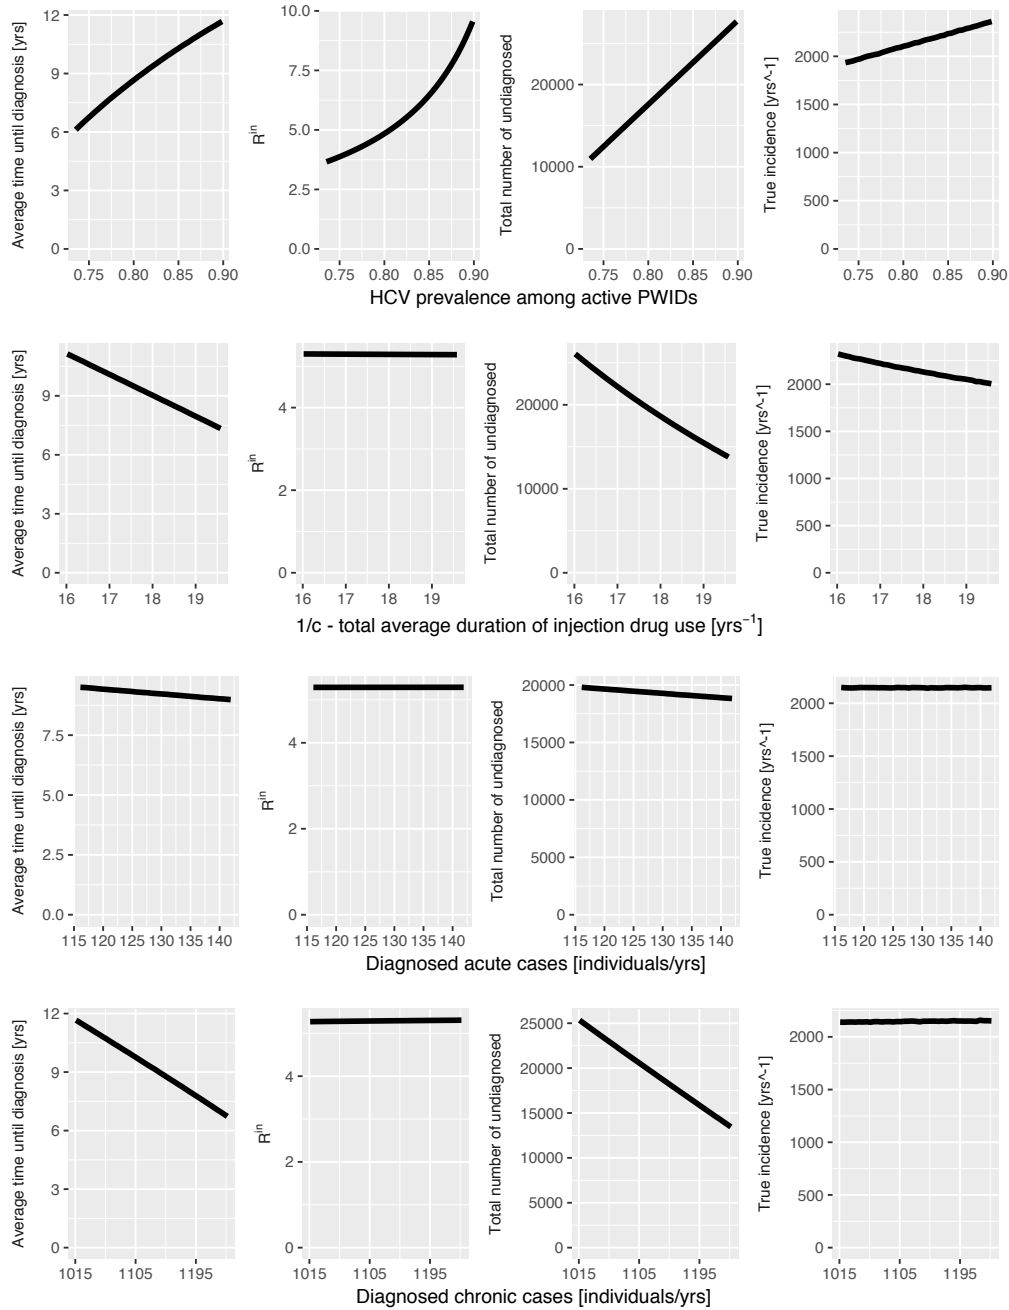 Average time until diagnosis [yrs]
12
9
6
3
0
0.75 0.80 0.85 0.90
R^in
10.0
7.5
5.0
2.5
0.0
0.75 0.80 0.85 0.90
Total number of undiagnosed
20000
10000
0
0.75 0.80 0.85 0.90
True incidence [yrs^-1]
2000
1500
1000
500
0
0.75 0.80 0.85 0.90
HCV prevalence among active PWIDs
Average time until diagnosis [yrs]
9
6
3
0
16 17 18 19
R^in
4
2
0
16 17 18 19
Total number of undiagnosed
20000
10000
0
16 17 18 19
True incidence [yrs^-1]
2000
1500
1000
500
0
16 17 18 19
1/c - total average duration of injection drug use [yrs⁻¹]
Average time until diagnosis [yrs]
7.5
5.0
2.5
0.0
115 120 125 130 135 140
R^in
4
2
0
115 120 125 130 135 140
Total number of undiagnosed
20000
15000
10000
5000
0
115 120 125 130 135 140
True incidence [yrs^-1]
2000
1500
1000
500
0
115 120 125 130 135 140
Diagnosed acute cases [individuals/yrs]
Average time until diagnosis [yrs]
12
9
6
3
0
1015 1105 1195
R^in
4
2
0
1015 1105 1195
Total number of undiagnosed
25000
20000
15000
10000
5000
0
1015 1105 1195
True incidence [yrs^-1]
2000
1500
1000
500
0
1015 1105 1195
Diagnosed chronic cases [individuals/yrs]